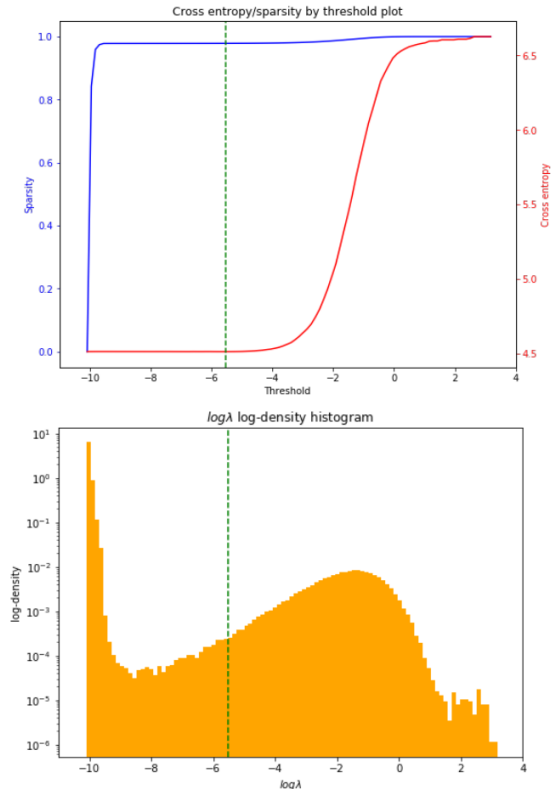 Cross entropy/sparsity by threshold plot
1.0
0.8
0.6
0.4
0.2
0.0
Sparsity
6.5
6.0
5.5
5.0
4.5
Cross entropy
−10 −8 −6 −4 −2 0 2 4
Threshold
logλ log-density histogram
10¹
10⁰
10⁻¹
10⁻²
10⁻³
10⁻⁴
10⁻⁵
10⁻⁶
log-density
−10 −8 −6 −4 −2 0 2 4
logλ